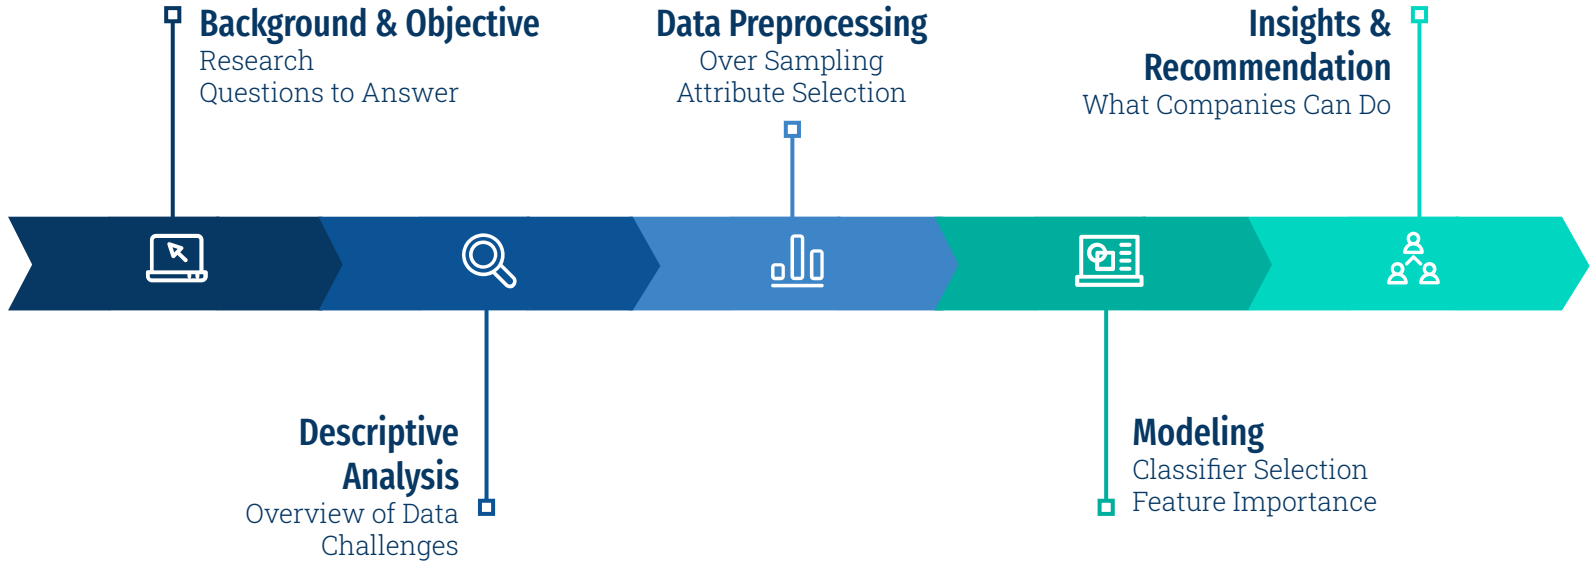 Background & Objective
Research
Questions to Answer
Descriptive
Analysis
Overview of Data
Challenges
Data Preprocessing
Over Sampling
Attribute Selection
Modeling
Classifier Selection
Feature Importance
Insights &
Recommendation
What Companies Can Do